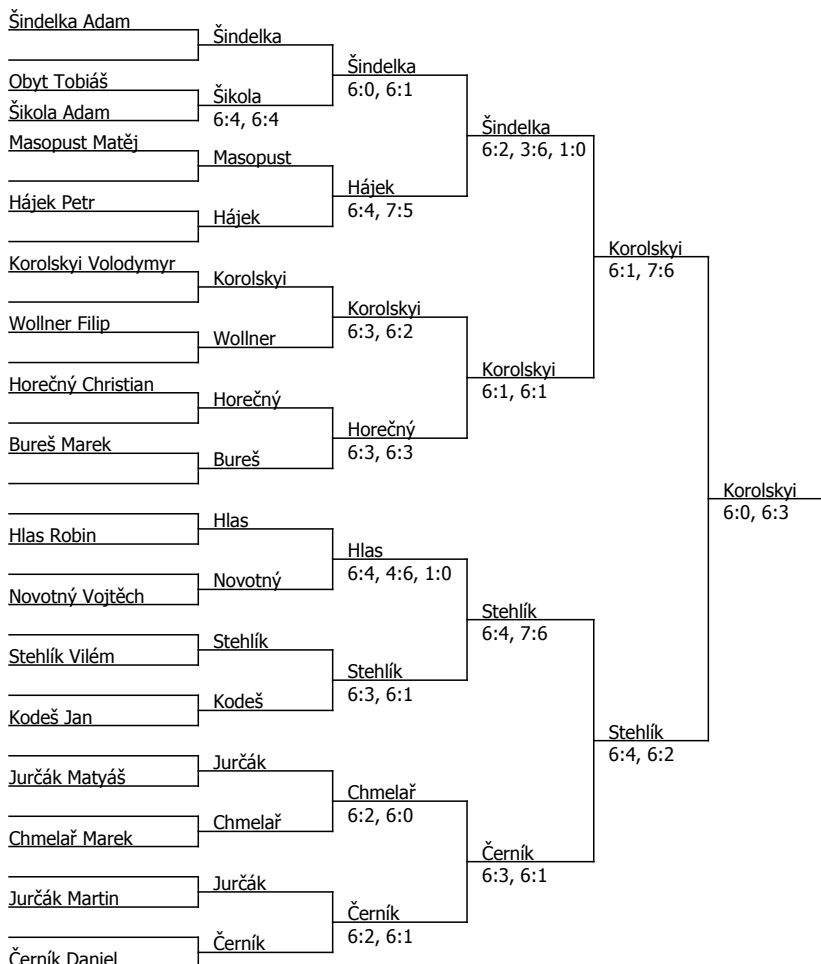 Šindelka Adam
Obyt Tobiáš
Šikola Adam
Masopust Matěj
Hájek Petr
Korolskyi Volodymyr
Wollner Filip
Horečný Christian
Bureš Marek
Hlas Robin
Novotný Vojtěch
Stehlík Vilém
Kodeš Jan
Jurčák Matyáš
Chmelař Marek
Jurčák Martin
Černík Daniel
Šindelka
Šikola
6:4, 6:4
Masopust
Hájek
Korolskyi
Wollner
Horečný
Bureš
Hlas
Novotný
Stehlík
Kodeš
Jurčák
Chmelař
Jurčák
Černík
Šindelka
6:0, 6:1
Hájek
6:4, 7:5
Korolskyi
6:3, 6:2
Horečný
6:3, 6:3
Hlas
6:4, 4:6, 1:0
Stehlík
6:3, 6:1
Chmelař
6:2, 6:0
Černík
6:2, 6:1
Šindelka
6:2, 3:6, 1:0
Korolskyi
6:1, 6:1
Stehlík
6:4, 7:6
Černík
6:3, 6:1
Korolskyi
6:1, 7:6
Stehlík
6:4, 6:2
Korolskyi
6:0, 6:3